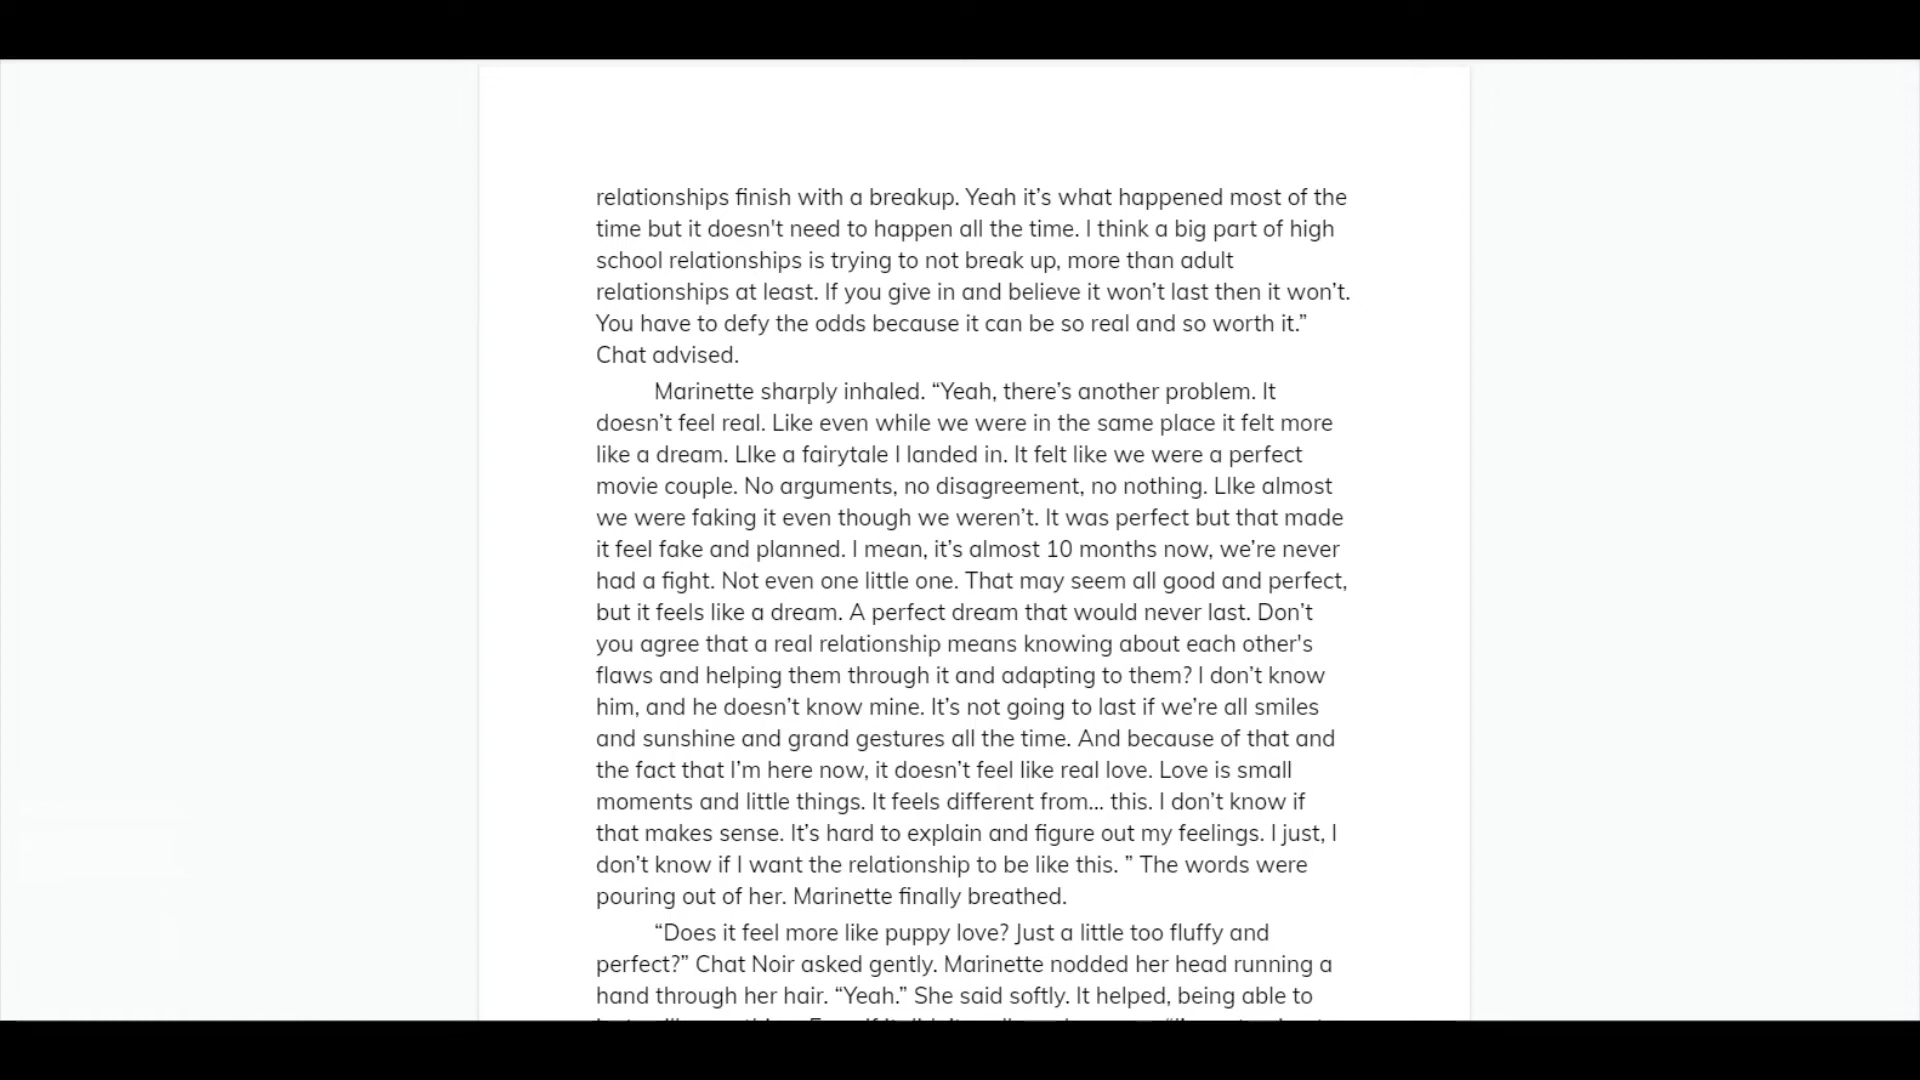 relationships finish with a breakup. Yeah it’s what happened most of the
time but it doesn't need to happen all the time. I think a big part of high
school relationships is trying to not break up, more than adult
relationships at least. If you give in and believe it won’t last then it won’t.
You have to defy the odds because it can be so real and so worth it.”
Chat advised.
Marinette sharply inhaled. “Yeah, there’s another problem. It
doesn’t feel real. Like even while we were in the same place it felt more
like a dream. LIke a fairytale I landed in. It felt like we were a perfect
movie couple. No arguments, no disagreement, no nothing. LIke almost
we were faking it even though we weren’t. It was perfect but that made
it feel fake and planned. I mean, it’s almost 10 months now, we’re never
had a fight. Not even one little one. That may seem all good and perfect,
but it feels like a dream. A perfect dream that would never last. Don’t
you agree that a real relationship means knowing about each other's
flaws and helping them through it and adapting to them? I don’t know
him, and he doesn’t know mine. It’s not going to last if we’re all smiles
and sunshine and grand gestures all the time. And because of that and
the fact that I’m here now, it doesn’t feel like real love. Love is small
moments and little things. It feels different from... this. I don’t know if
that makes sense. It’s hard to explain and figure out my feelings. I just, I
don’t know if I want the relationship to be like this. ” The words were
pouring out of her. Marinette finally breathed.
“Does it feel more like puppy love? Just a little too fluffy and
perfect?” Chat Noir asked gently. Marinette nodded her head running a
hand through her hair. “Yeah.” She said softly. It helped, being able to